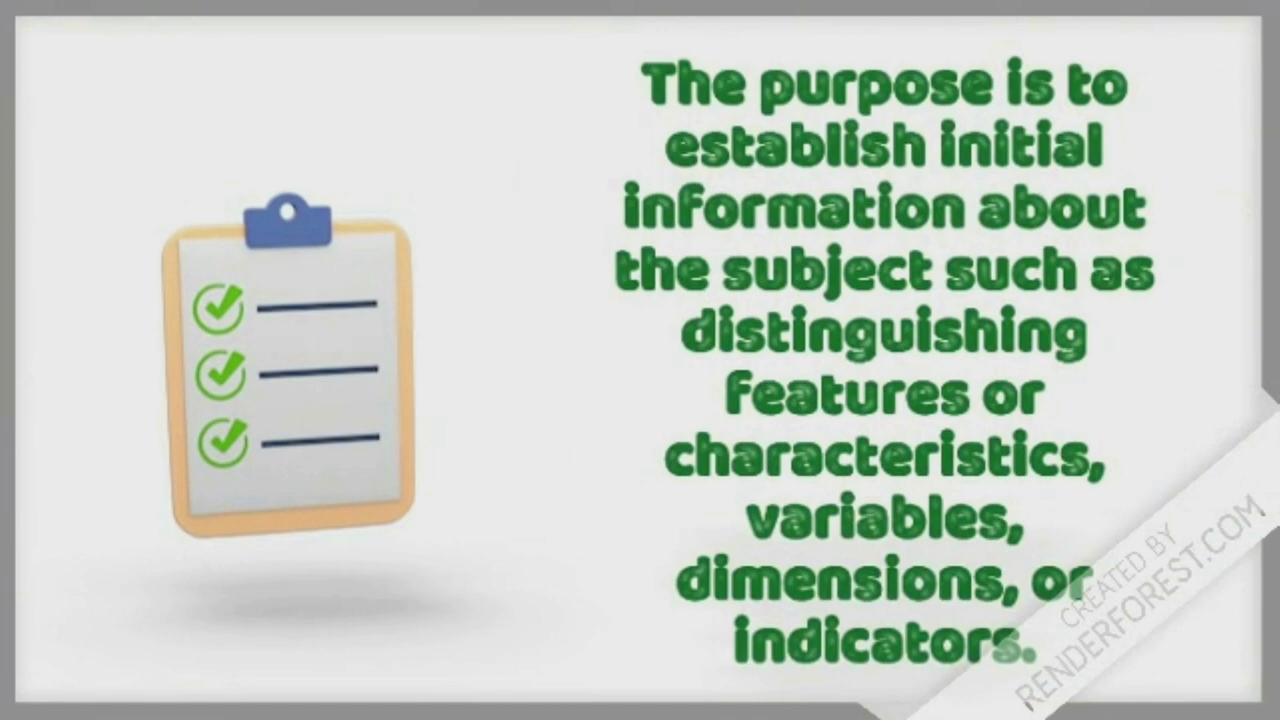 The purpose is to
establish initial
information about
the subject such as
distinguishing
features or
characteristics,
variables,
dimensions, or
indicators.
CREATED BY
RENDERFOREST.COM